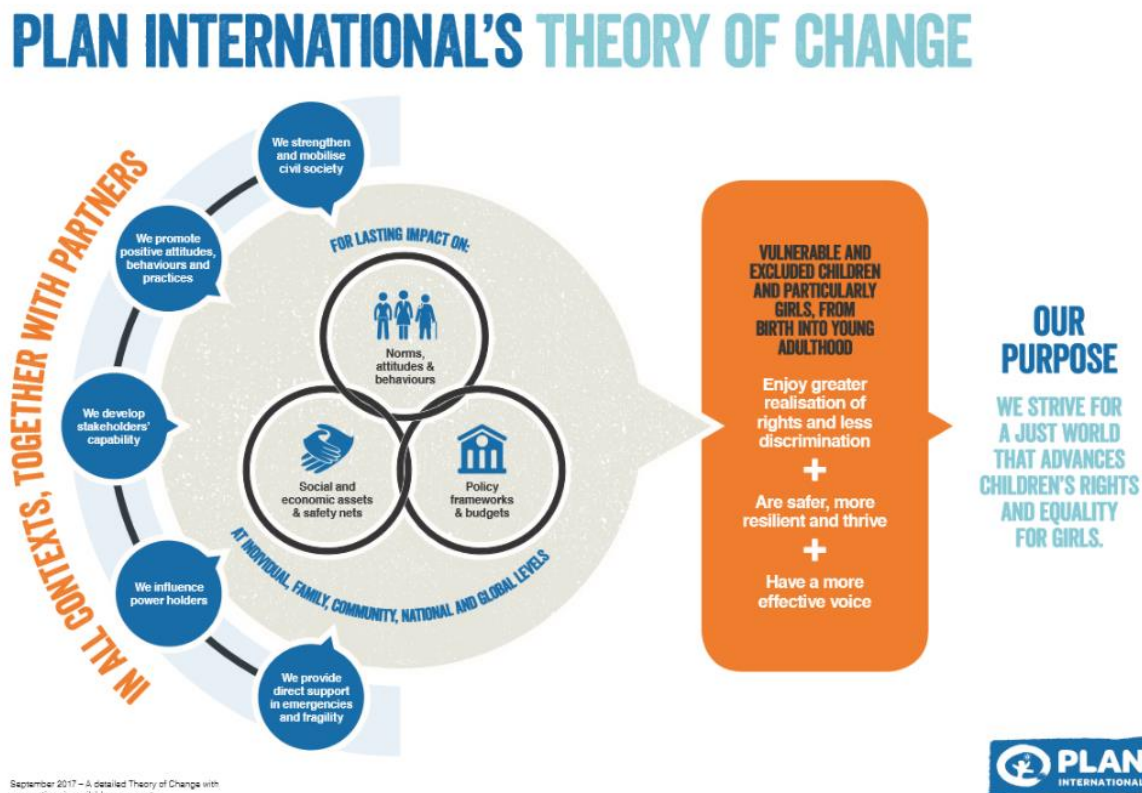 PLAN INTERNATIONAL'S THEORY OF CHANGE
IN ALL CONTEXTS, TOGETHER WITH PARTNERS
We strengthen
and mobilise
civil society
We promote
positive attitudes,
behaviours and
practices
We develop
stakeholders'
capability
We influence
power holders
We provide
direct support
in emergencies
and fragility
FOR LASTING IMPACT ON:
Norms,
attitudes &
behaviours
Social and
economic assets
& safety nets
Policy
frameworks
& budgets
AT INDIVIDUAL, FAMILY, COMMUNITY, NATIONAL AND GLOBAL LEVELS
VULNERABLE AND
EXCLUDED CHILDREN
AND PARTICULARLY
GIRLS, FROM
BIRTH INTO YOUNG
ADULTHOOD
Enjoy greater
realisation of
rights and less
discrimination
+
Are safer, more
resilient and thrive
+
Have a more
effective voice
OUR
PURPOSE
WE STRIVE FOR
A JUST WORLD
THAT ADVANCES
CHILDREN'S RIGHTS
AND EQUALITY
FOR GIRLS.
September 2017 – A detailed Theory of Change with
PLAN
INTERNATIONAL